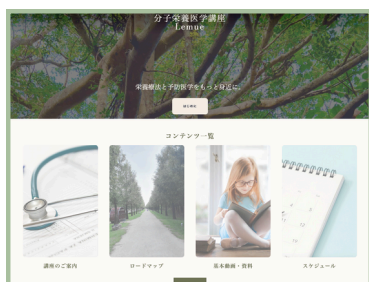 分子栄養医学講座
Lemue
栄養療法と予防医学をもっと身近に。
はじめる
コンテンツ一覧
講座のご案内
ロードマップ
基本動画・資料
スケジュール